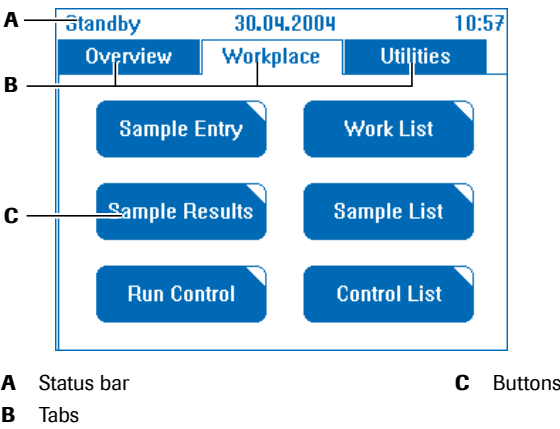 A Standby 30.04.2004 10:57
Overview Workplace Utilities
B
Sample Entry Work List
C Sample Results Sample List
Run Control Control List
A Status bar C Buttons
B Tabs